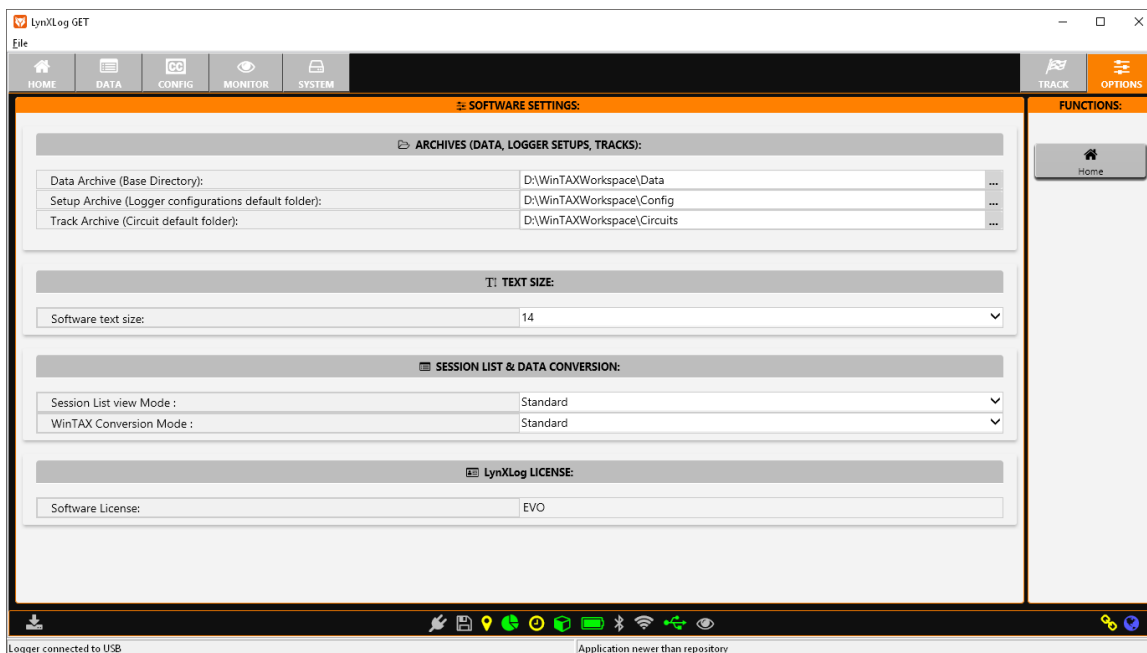 LynXLog GET
File
HOME DATA CONFIG MONITOR SYSTEM TRACK OPTIONS
SOFTWARE SETTINGS:
FUNCTIONS:
ARCHIVES (DATA, LOGGER SETUPS, TRACKS):
Home
Data Archive (Base Directory): D:\WinTAXWorkspace\Data ...
Setup Archive (Logger configurations default folder): D:\WinTAXWorkspace\Config ...
Track Archive (Circuit default folder): D:\WinTAXWorkspace\Circuits ...
T! TEXT SIZE:
Software text size: 14
SESSION LIST & DATA CONVERSION:
Session List view Mode : Standard
WinTAX Conversion Mode : Standard
LynXLog LICENSE:
Software License: EVO
Logger connected to USB Application newer than repository